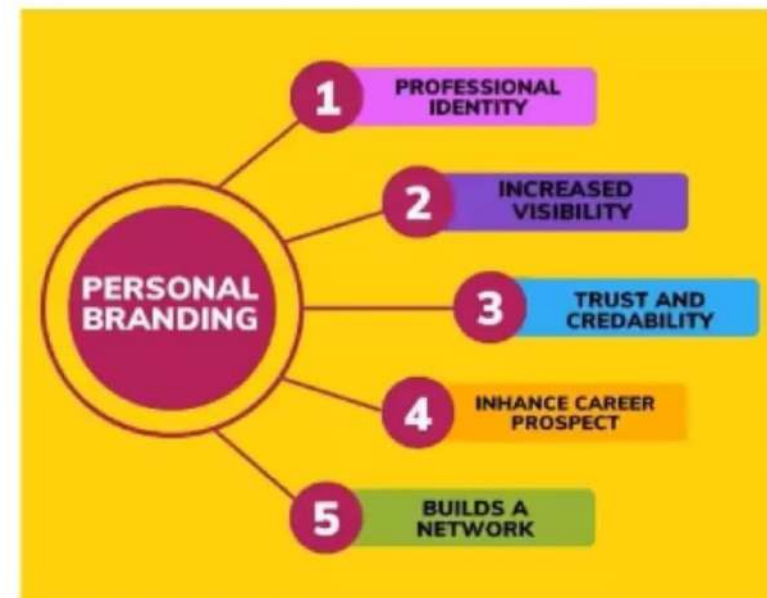 PERSONAL
BRANDING
1
PROFESSIONAL
IDENTITY
2
INCREASED
VISIBILITY
3
TRUST AND
CREDABILITY
4
INHANCE CAREER
PROSPECT
5
BUILDS A
NETWORK